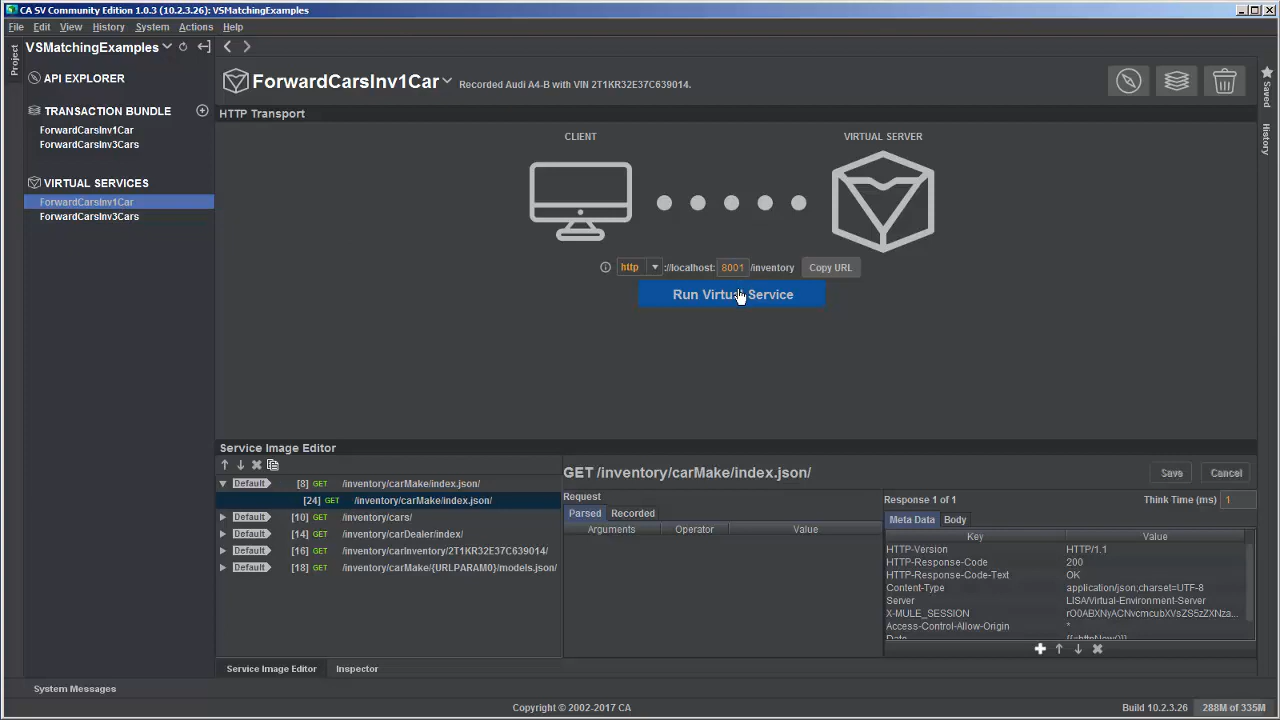 CA SV Community Edition 1.0.3 (10.2.3.26): VSMatchingExamples
File Edit View History System Actions Help
Project
VSMatchingExamples
API EXPLORER
TRANSACTION BUNDLE
ForwardCarsInv1Car
ForwardCarsInv3Cars
VIRTUAL SERVICES
ForwardCarsInv1Car
ForwardCarsInv3Cars
ForwardCarsInv1Car Recorded Audi A4-B with VIN 2T1KR32E37C639014.
Saved
History
HTTP Transport
CLIENT VIRTUAL SERVER
http ://localhost: 8001 /inventory Copy URL
Run Virtual Service
Service Image Editor
Default [8] GET /inventory/carMake/index.json/
[24] GET /inventory/carMake/index.json/
Default [10] GET /inventory/cars/
Default [14] GET /inventory/carDealer/index/
Default [16] GET /inventory/carInventory/2T1KR32E37C639014/
Default [18] GET /inventory/carMake/{URLPARAM0}/models.json/
GET /inventory/carMake/index.json/ Save Cancel
Request
Parsed Recorded
Arguments Operator Value
Response 1 of 1 Think Time (ms) 1
Meta Data Body
Key Value
HTTP-Version HTTP/1.1
HTTP-Response-Code 200
HTTP-Response-Code-Text OK
Content-Type application/json;charset=UTF-8
Server LISA/Virtual-Environment-Server
X-MULE_SESSION rO0ABXNyACNvcmcubXVsZS5zZXNza...
Access-Control-Allow-Origin *
Date {{=httpNow()}}
Service Image Editor Inspector
System Messages
Copyright © 2002-2017 CA Build 10.2.3.26 288M of 335M